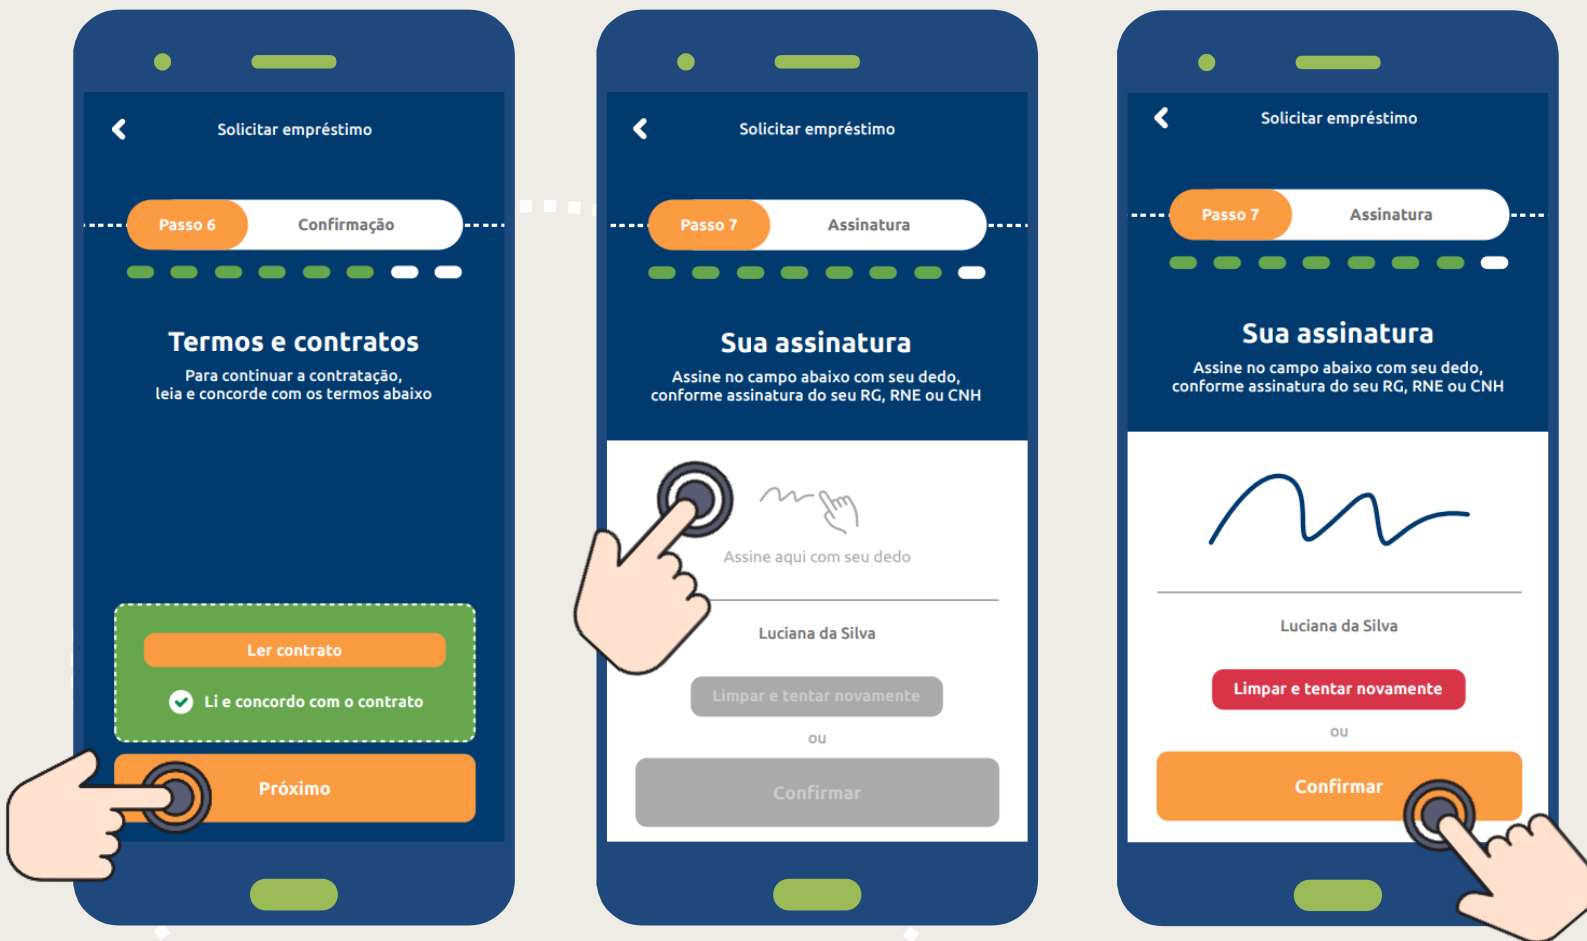 Solicitar empréstimo
Passo 6
Confirmação
Termos e contratos
Para continuar a contratação,
leia e concorde com os termos abaixo
Ler contrato
Li e concordo com o contrato
Próximo
Solicitar empréstimo
Passo 7
Assinatura
Sua assinatura
Assine no campo abaixo com seu dedo,
conforme assinatura do seu RG, RNE ou CNH
Assine aqui com seu dedo
Luciana da Silva
Limpar e tentar novamente
ou
Confirmar
Solicitar empréstimo
Passo 7
Assinatura
Sua assinatura
Assine no campo abaixo com seu dedo,
conforme assinatura do seu RG, RNE ou CNH
Luciana da Silva
Limpar e tentar novamente
ou
Confirmar